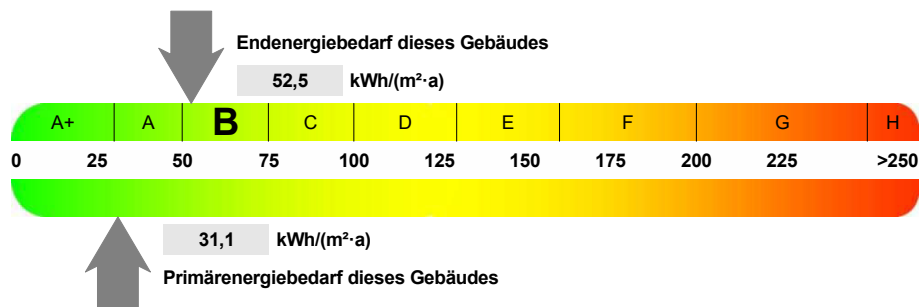 Endenergiebedarf dieses Gebäudes
52,5 kWh/(m²·a)
A+ A B C D E F G H
0 25 50 75 100 125 150 175 200 225 >250
31,1 kWh/(m²·a)
Primärenergiebedarf dieses Gebäudes